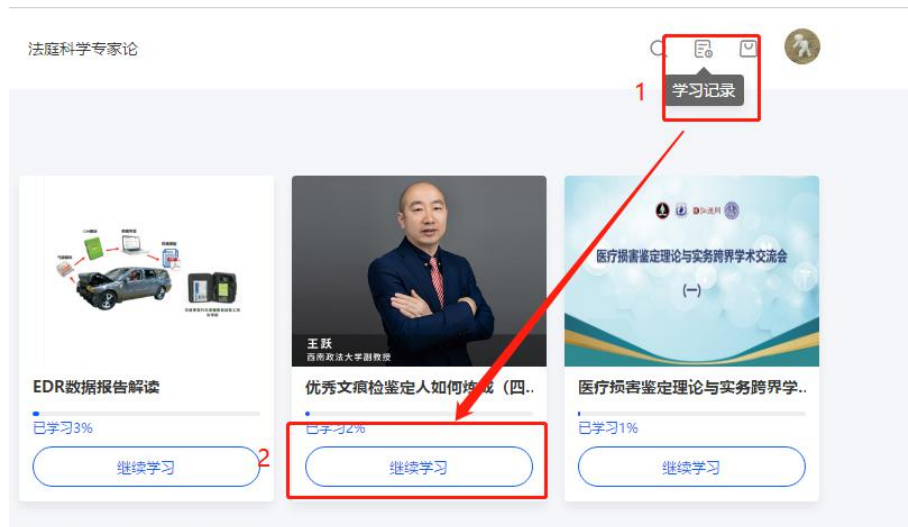 法庭科学专家论
1
学习记录
医疗损害鉴定理论与实务跨界学术交流会
(一)
王跃
西南政法大学副教授
EDR数据报告解读
优秀文痕检鉴定人如何炼成（四..
医疗损害鉴定理论与实务跨界学..
已学习3%
已学习2%
已学习1%
继续学习
2
继续学习
继续学习